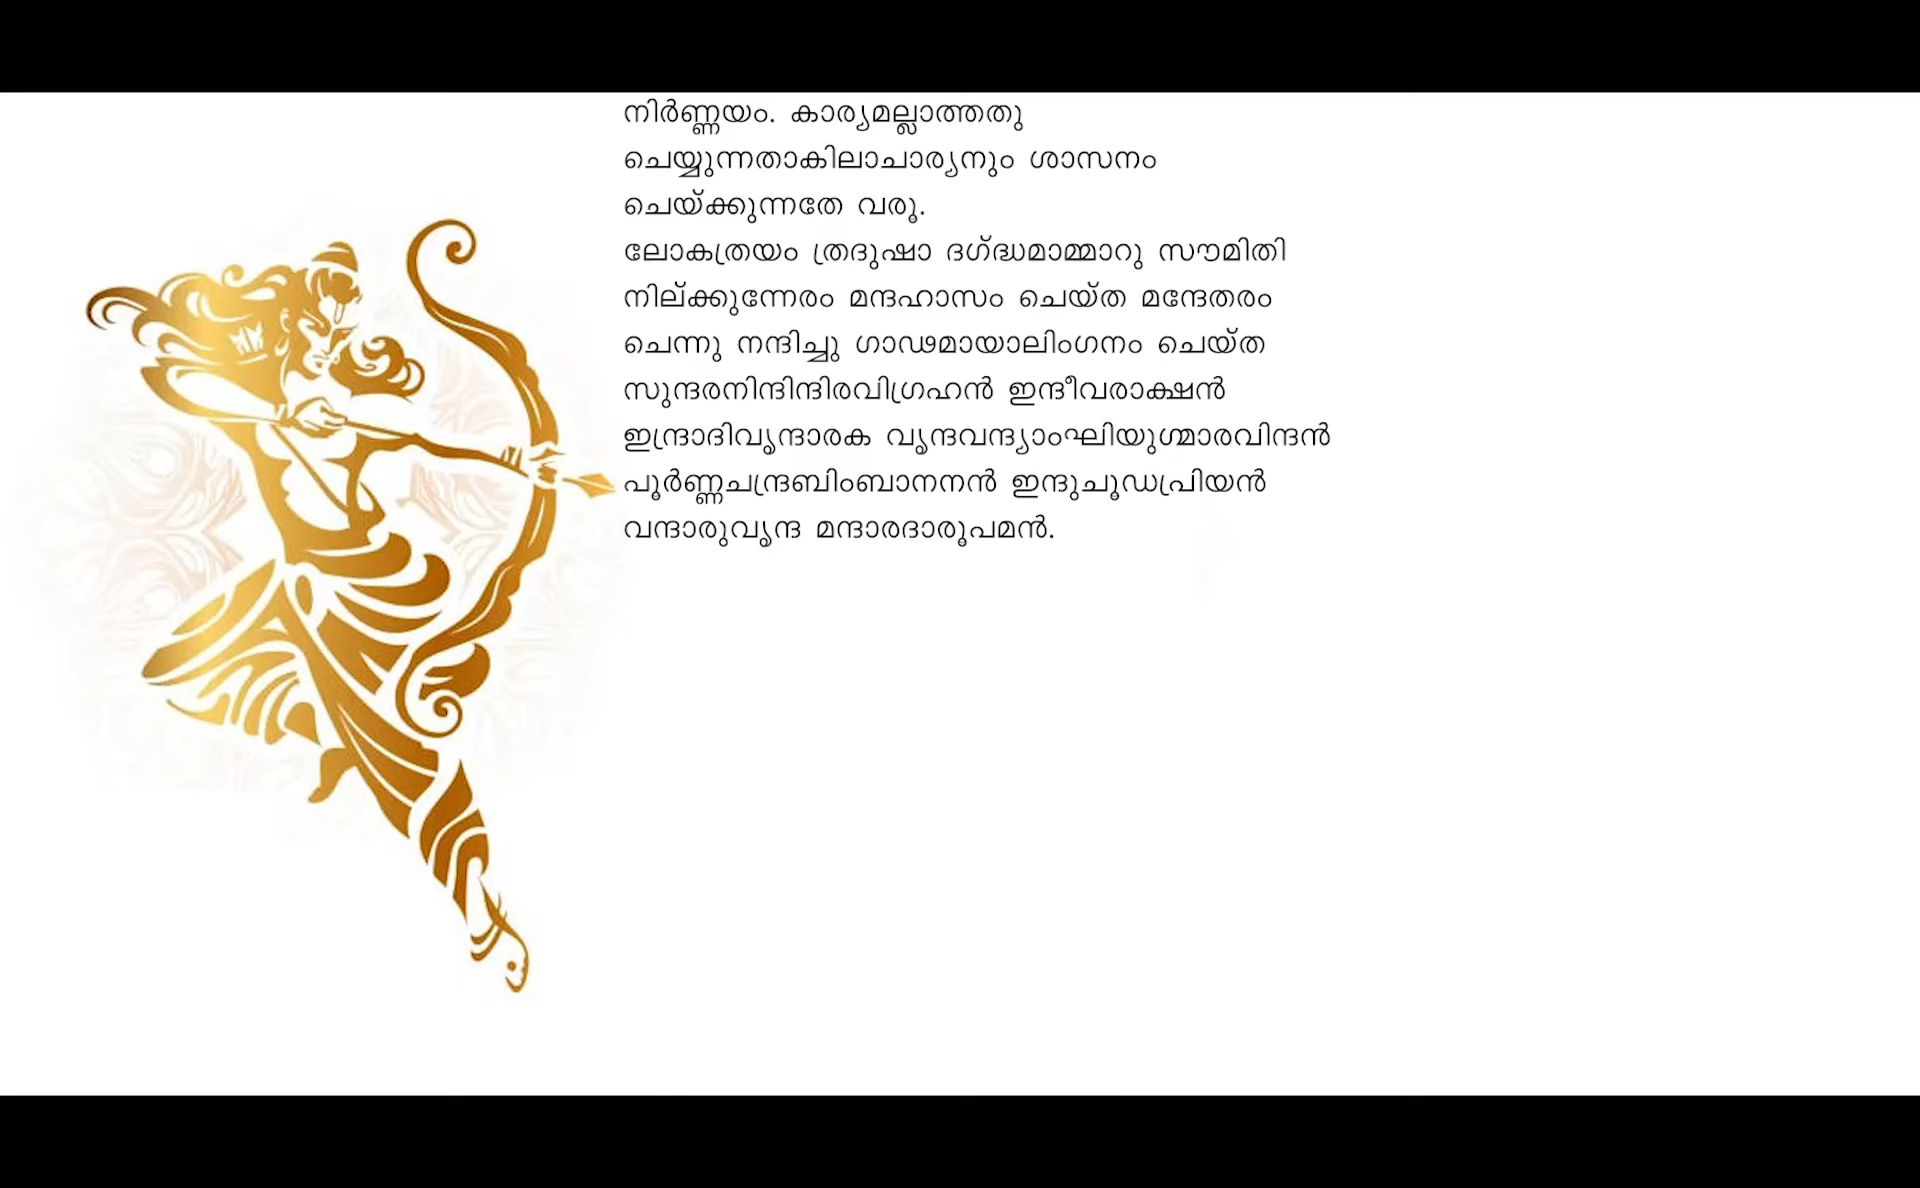 നിർണ്ണയം. കാര്യമല്ലാത്തതു
ചെയ്യുന്നതാകിലാചാര്യനും ശാസനം
ചെയ്ക്കുന്നതേ വരൂ.
ലോകത്രയം ത്രദുഷാ ദഗ്ദ്ധമാമ്മാറു സൗമിതി
നില്ക്കുന്നേരം മന്ദഹാസം ചെയ്ത മന്ദേതരം
ചെന്നു നന്ദിച്ചു ഗാഢമായാലിംഗനം ചെയ്ത
സുന്ദരനിന്ദിന്ദിരവിഗ്രഹൻ ഇന്ദീവരാക്ഷൻ
ഇന്ദ്രാദിവൃന്ദാരക വൃന്ദവന്ദ്യാംഘിയുഗ്മാരവിന്ദൻ
പൂർണ്ണചന്ദ്രബിംബാനനൻ ഇന്ദുചൂഡപ്രിയൻ
വന്ദാരുവൃന്ദ മന്ദാരദാരൂപമൻ.